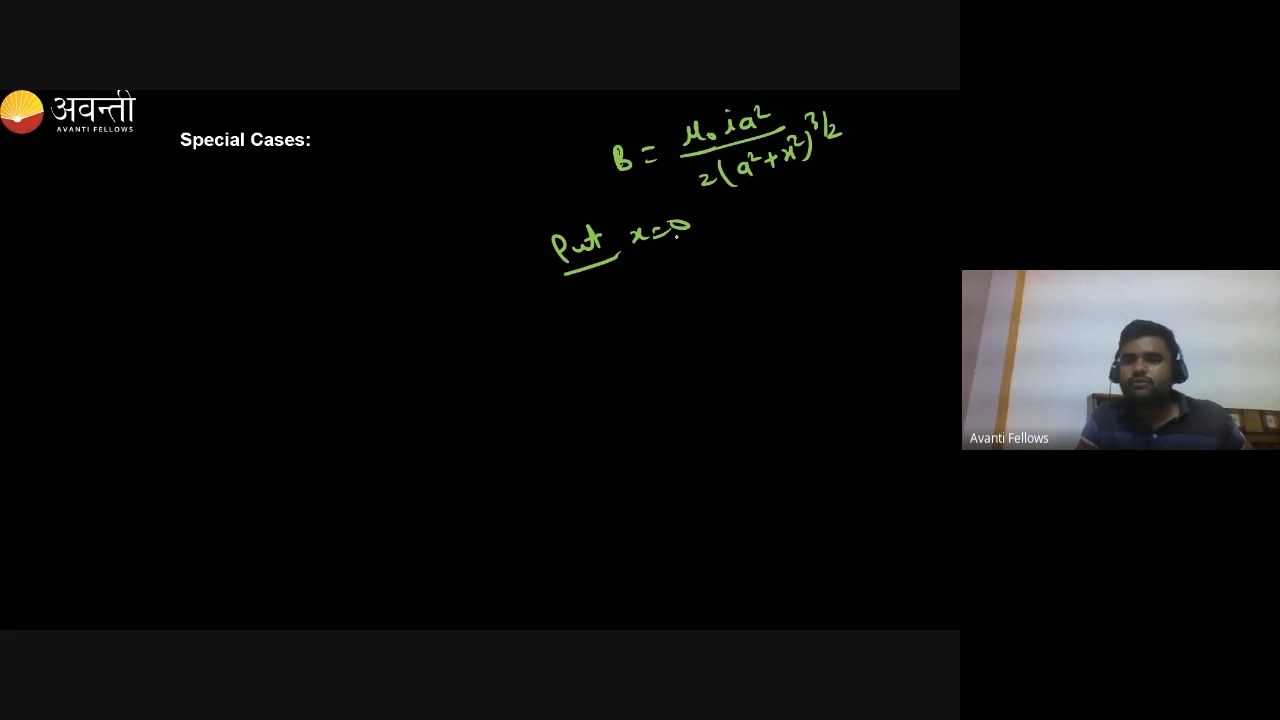 अवन्ती
AVANTI FELLOWS
Special Cases:
B = μ₀ia²/2(a²+x²)^3/2
Put x=0
Avanti Fellows